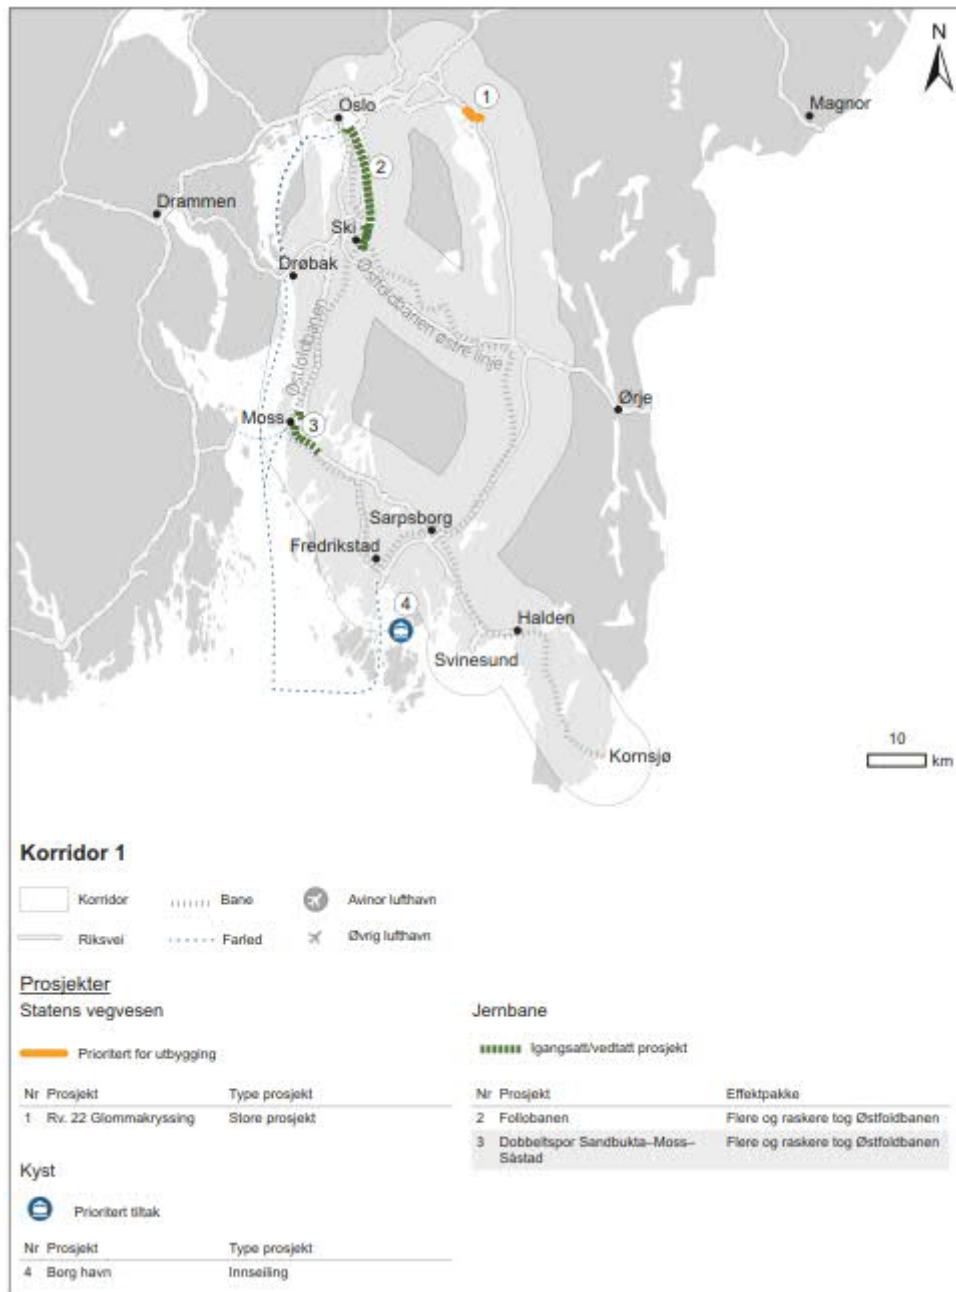 N
1
Oslo
Magnor
2
Drammen
Ski
Drøbak
Østfoldbanen østre linje
Østfoldbanen
Ørje
Moss
3
Sarpsborg
Fredrikstad
4
Halden
Svinesund
10
km
Kornsjø
Korridor 1
Korridor
Bane
Avinor lufthavn
Riksvei
Farled
Øvrig lufthavn
Prosjekter
Statens vegvesen
Prioritert for utbygging
Nr Prosjekt Type prosjekt
1 Rv. 22 Glommakryssing Store prosjekt
Kyst
Prioritert tiltak
Nr Prosjekt Type prosjekt
4 Borg havn Innseiling
Jernbane
Igangsatt/vedtatt prosjekt
Nr Prosjekt Effektpakke
2 Follobanen Flere og raskere tog Østfoldbanen
3 Dobbeltspor Sandbukta–Moss– Flere og raskere tog Østfoldbanen
Såstad